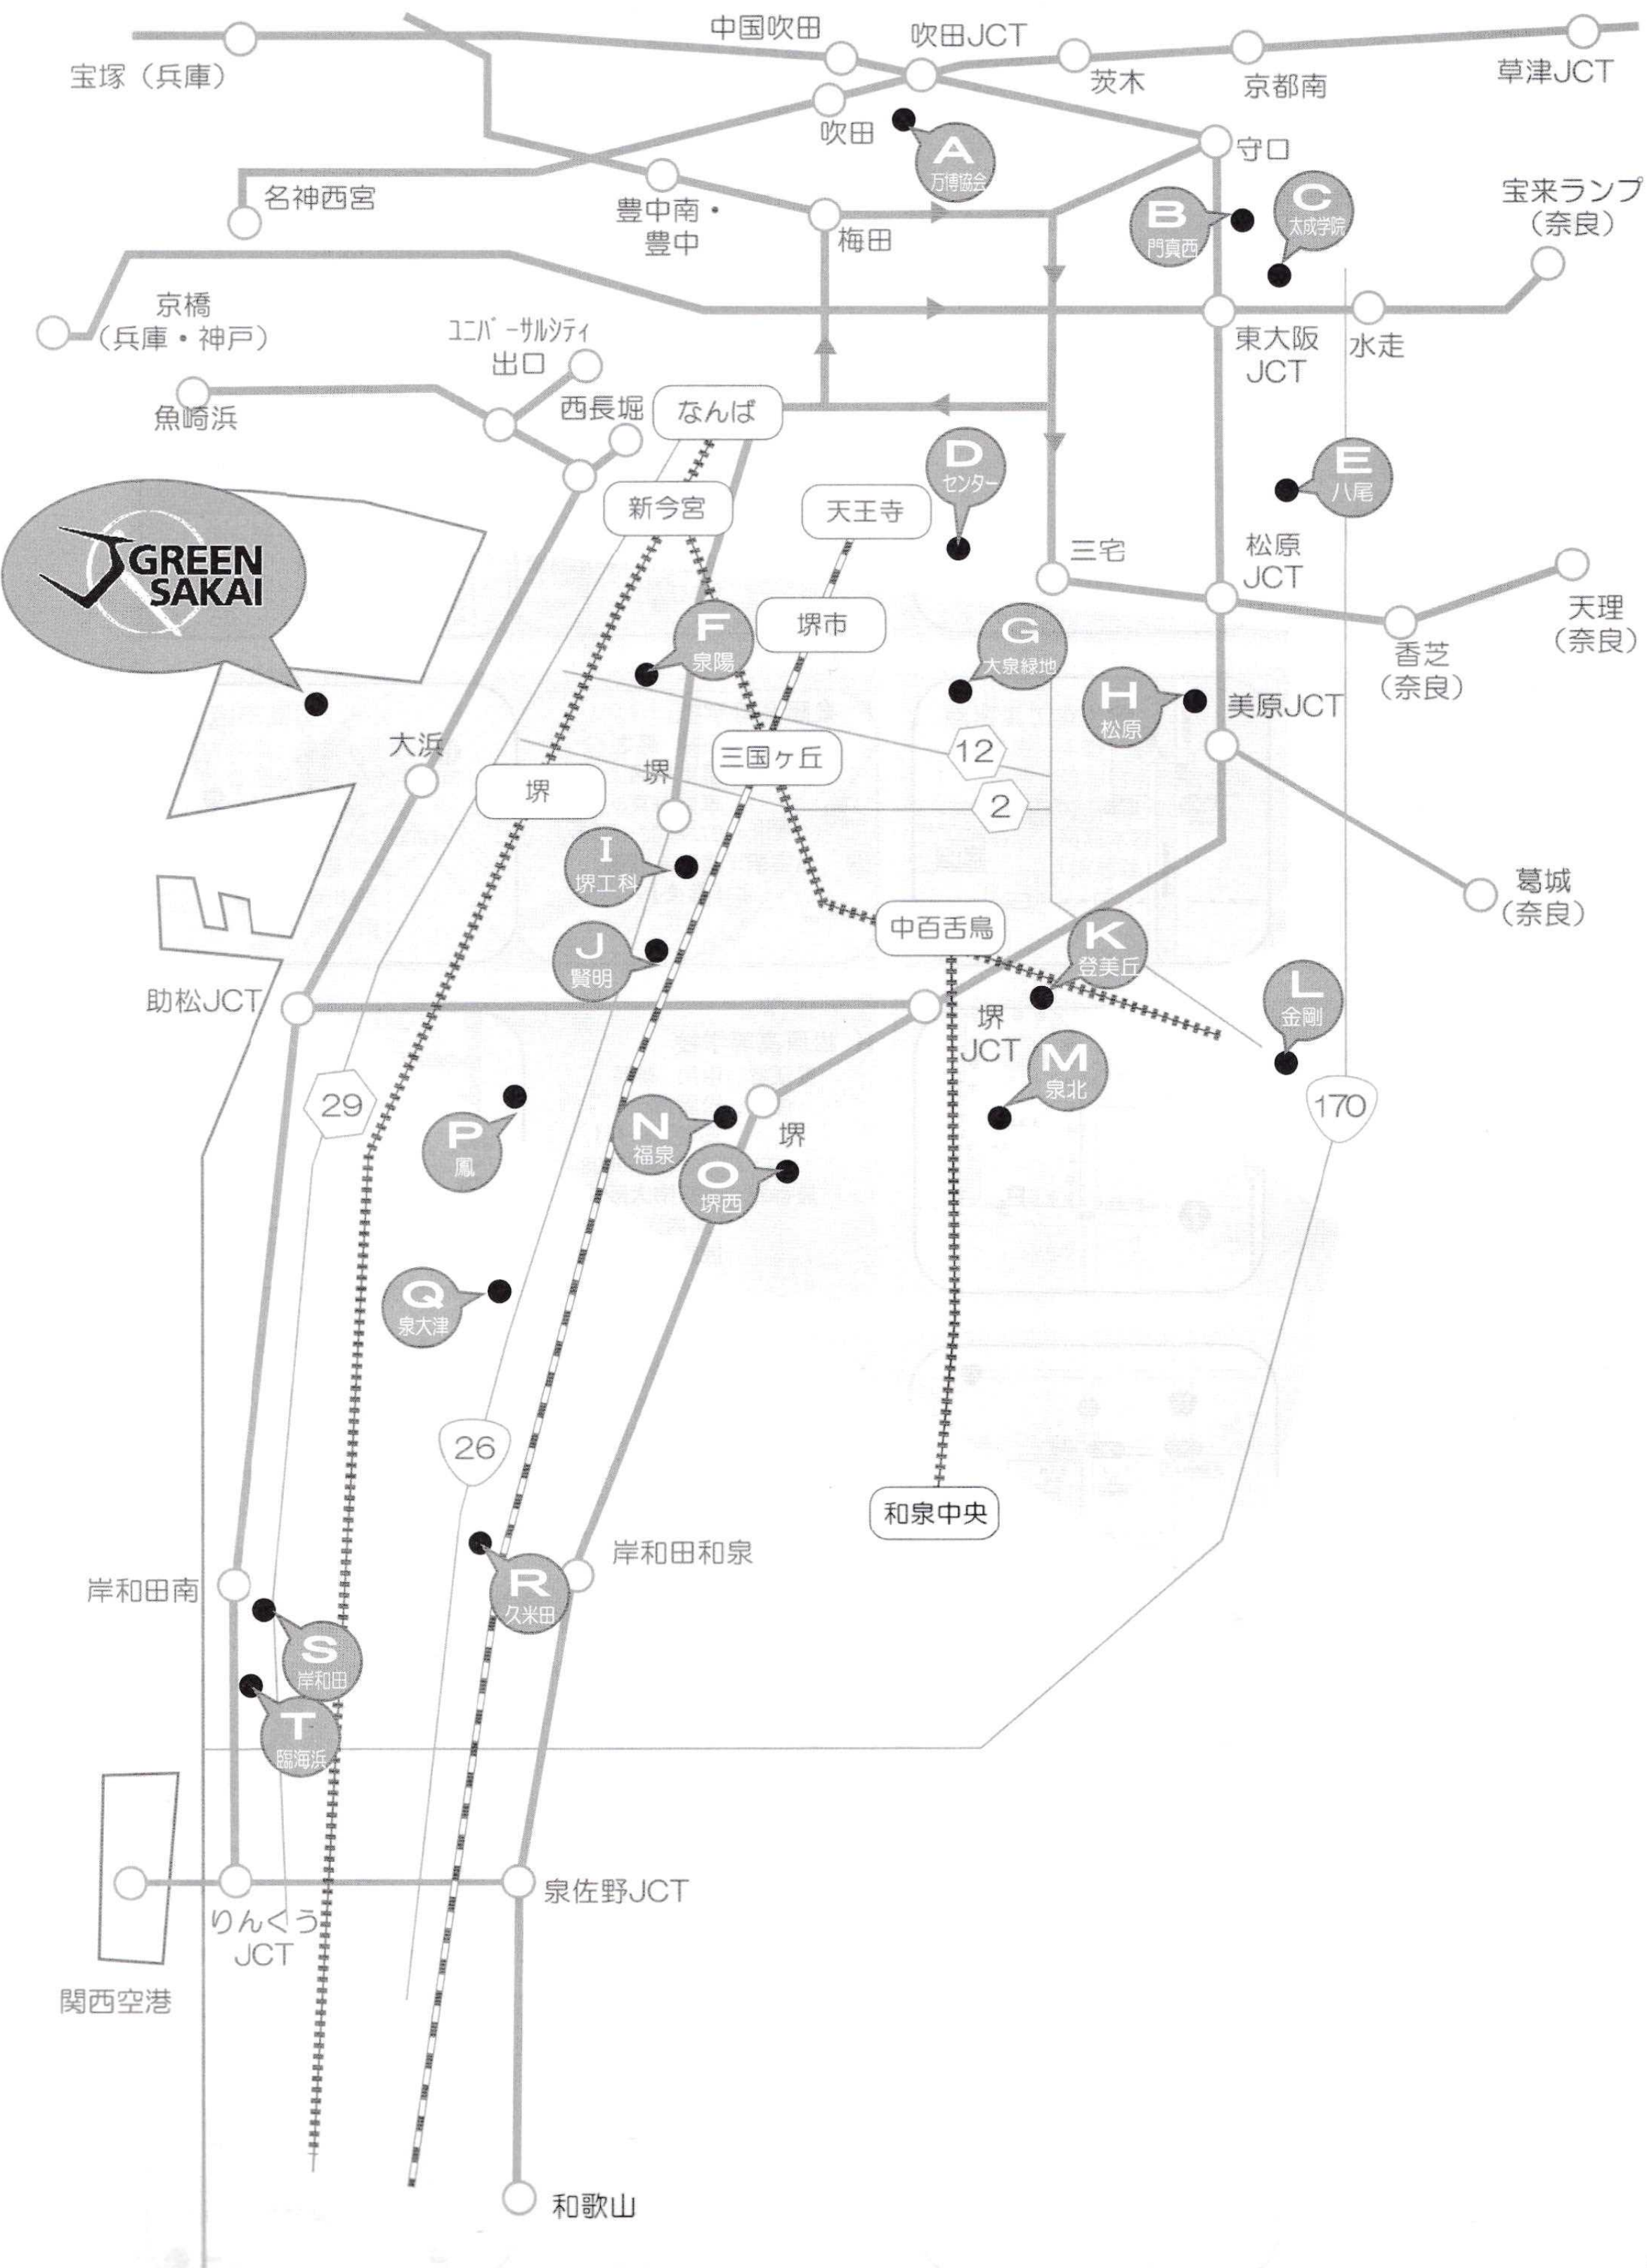 中国吹田
吹田JCT
宝塚（兵庫）
茨木
京都南
草津JCT
吹田
守口
A
万博協会
名神西宮
豊中南・
豊中
梅田
B
門真西
C
太成学院
宝来ランプ
（奈良）
京橋
（兵庫・神戸）
ユニバーサルシティ
出口
東大阪
JCT
水走
魚崎浜
西長堀
なんば
D
センター
E
八尾
新今宮
天王寺
J GREEN
SAKAI
三宅
松原
JCT
天理
（奈良）
F
泉陽
堺市
G
大泉緑地
香芝
（奈良）
H
松原
美原JCT
大浜
堺
堺
三国ヶ丘
12
2
I
堺工科
葛城
（奈良）
J
賢明
中百舌鳥
K
登美丘
助松JCT
堺
JCT
L
金剛
M
泉北
29
170
P
鳳
N
福泉
堺
O
堺西
Q
泉大津
26
和泉中央
岸和田和泉
岸和田南
R
久米田
S
岸和田
T
臨海浜
泉佐野JCT
りんくう
JCT
関西空港
和歌山